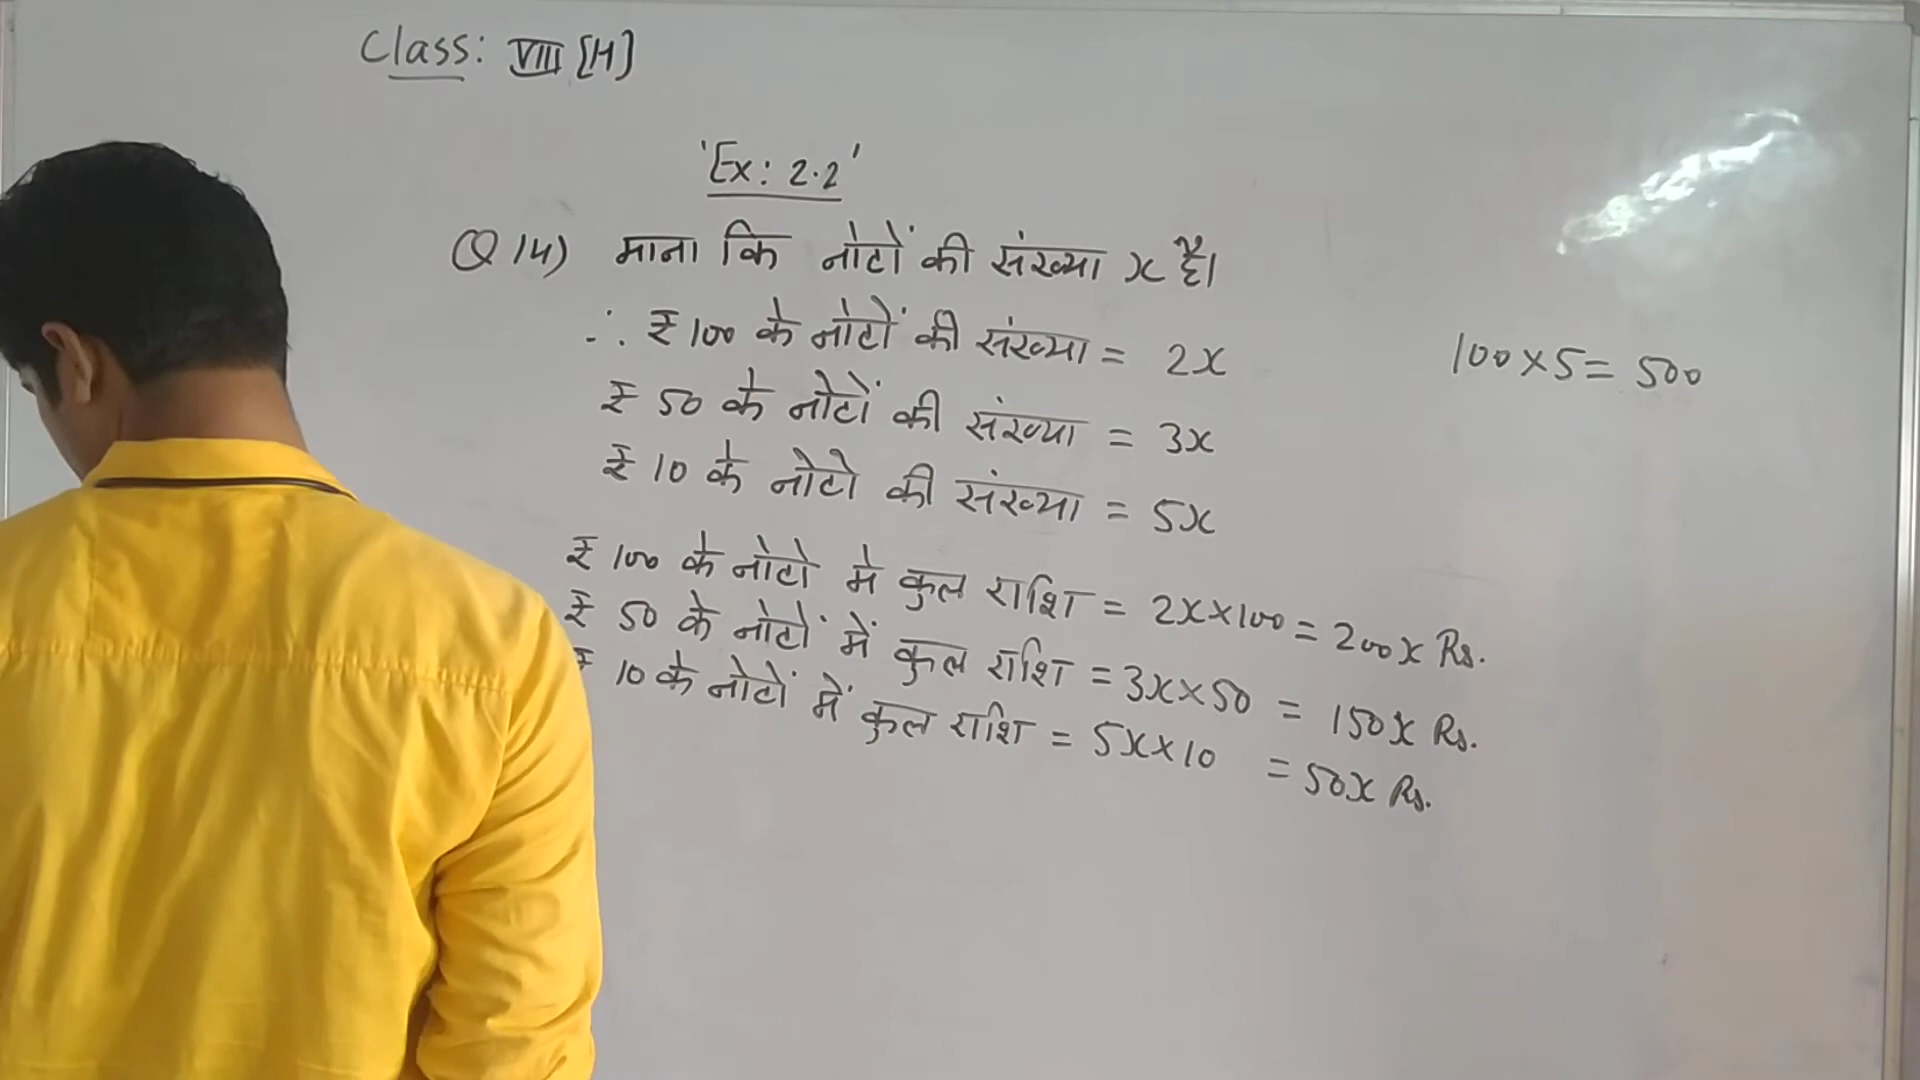 Class: VIII [H]
'Ex: 2.2'
Q 14) माना कि नोटों की संख्या x है।
∴ ₹ 100 के नोटों की संख्या = 2x
100×5= 500
₹ 50 के नोटों की संख्या = 3x
₹ 10 के नोटो की संख्या = 5x
₹ 100 के नोटो मे कुल राशि = 2x×100 = 200x Rs.
₹ 50 के नोटों में कुल राशि = 3x×50 = 150x Rs.
₹ 10 के नोटों में कुल राशि = 5x×10 = 50x Rs.